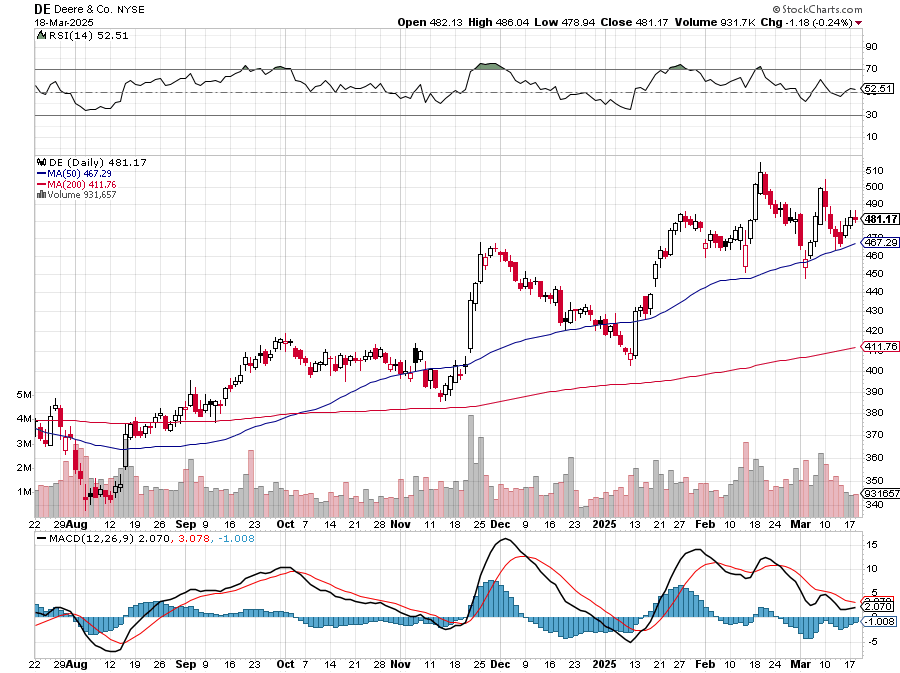 DE Deere & Co. NYSE © StockCharts.com
18-Mar-2025 Open 482.13 High 486.04 Low 478.94 Close 481.17 Volume 931.7K Chg -1.18 (-0.24%)
RSI(14) 52.51
90
70
52.51
30
10
DE (Daily) 481.17
MA(50) 467.29
MA(200) 411.76
Volume 931,657
510
500
490
481.17
470
467.29
460
450
440
430
420
411.76
400
390
380
370
360
350
340
5M
4M
3M
2M
1M
931657
22 29 Aug 12 19 26 Sep 9 16 23 Oct 7 14 21 28 Nov 11 18 25 Dec 9 16 23 2025 13 21 27 Feb 10 18 24 Mar 10 17
MACD(12,26,9) 2.070, 3.078, -1.008
15
10
5
2.070
-1.008
-5
22 29 Aug 12 19 26 Sep 9 16 23 Oct 7 14 21 28 Nov 11 18 25 Dec 9 16 23 2025 13 21 27 Feb 10 18 24 Mar 10 17